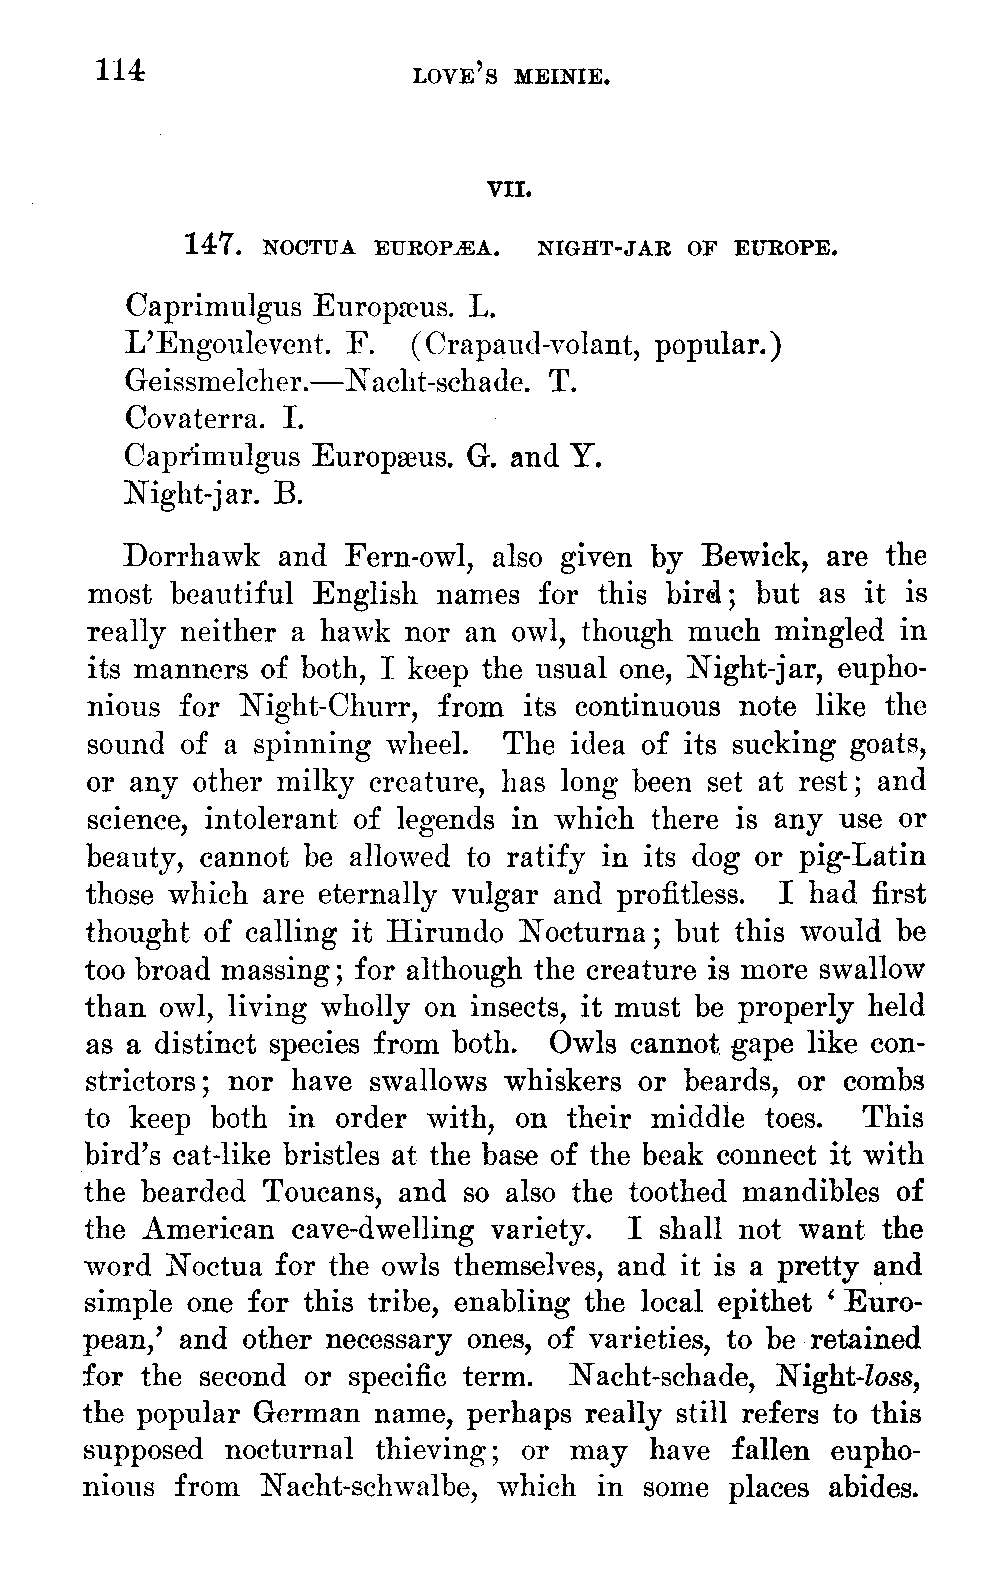 114
LOVE'S MEINIE.
VII.
147. NOCTUA EUROPÆA. NIGHT-JAR OF EUROPE.
Caprimulgus Europæus. L.
L'Engoulevent. F. (Crapaud-volant, popular.)
Geissmelcher.—Nacht-schade. T.
Covaterra. I.
Caprimulgus Europæus. G. and Y.
Night-jar. B.
Dorrhawk and Fern-owl, also given by Bewick, are the
most beautiful English names for this bird; but as it is
really neither a hawk nor an owl, though much mingled in
its manners of both, I keep the usual one, Night-jar, eupho-
nious for Night-Churr, from its continuous note like the
sound of a spinning wheel. The idea of its sucking goats,
or any other milky creature, has long been set at rest; and
science, intolerant of legends in which there is any use or
beauty, cannot be allowed to ratify in its dog or pig-Latin
those which are eternally vulgar and profitless. I had first
thought of calling it Hirundo Nocturna; but this would be
too broad massing; for although the creature is more swallow
than owl, living wholly on insects, it must be properly held
as a distinct species from both. Owls cannot gape like con-
strictors; nor have swallows whiskers or beards, or combs
to keep both in order with, on their middle toes. This
bird's cat-like bristles at the base of the beak connect it with
the bearded Toucans, and so also the toothed mandibles of
the American cave-dwelling variety. I shall not want the
word Noctua for the owls themselves, and it is a pretty and
simple one for this tribe, enabling the local epithet ‘Euro-
pean,’ and other necessary ones, of varieties, to be retained
for the second or specific term. Nacht-schade, Night-loss,
the popular German name, perhaps really still refers to this
supposed nocturnal thieving; or may have fallen eupho-
nious from Nacht-schwalbe, which in some places abides.